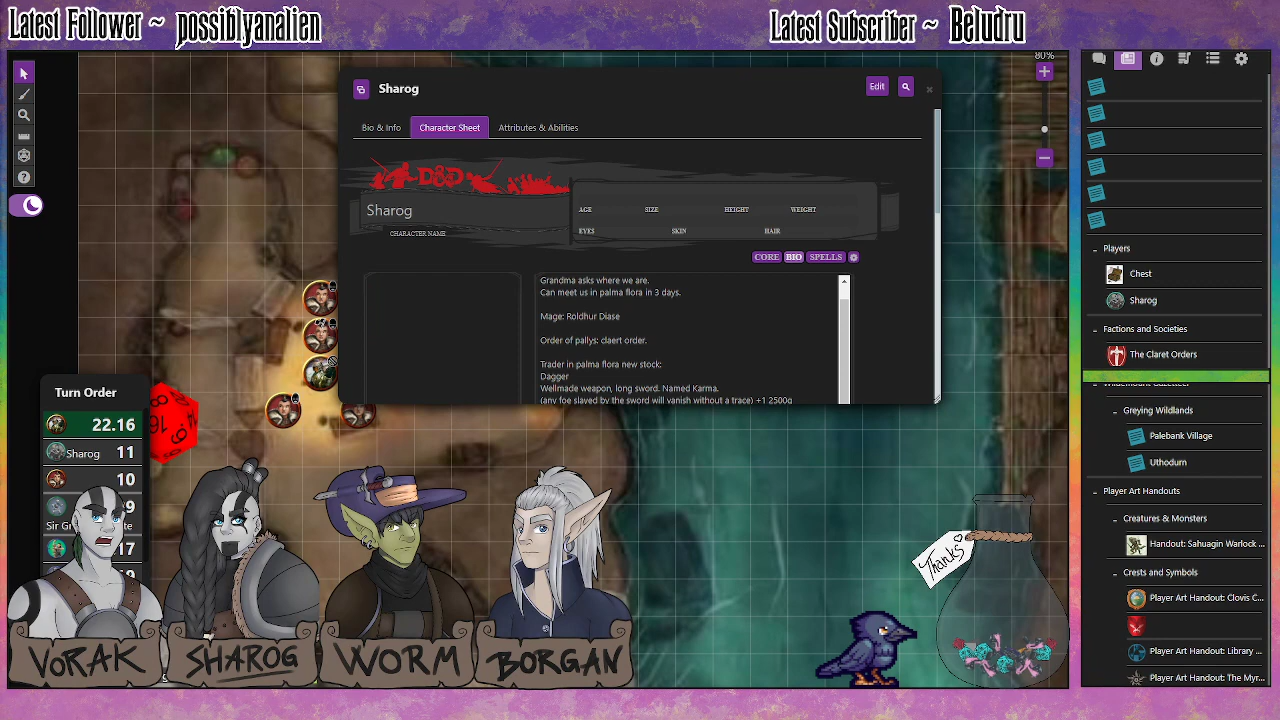 Latest Follower ~ possiblyanalien
Latest Subscriber ~ Beludru
80%
Sharog
Edit
Bio & Info
Character Sheet
Attributes & Abilities
D&D
Sharog
CHARACTER NAME
AGE
SIZE
HEIGHT
WEIGHT
EYES
SKIN
HAIR
CORE
BIO
SPELLS
Grandma asks where we are.
Can meet us in palma flora in 3 days.
Mage: Roldhur Diase
Order of pallys: claert order.
Trader in palma flora new stock:
Dagger
Wellmade weapon, long sword. Named Karma.
(any foe slayed by the sword will vanish without a trace) +1 2500g
Turn Order
22.16
Sharog 11
10
9
17
8
16
VORAK
SHAROG
WORM
BORGAN
Thanks
Players
Chest
Sharog
Factions and Societies
The Claret Orders
Wildemount Gazetteer
Greying Wildlands
Palebank Village
Uthodurn
Player Art Handouts
Creatures & Monsters
Handout: Sahuagin Warlock ...
Crests and Symbols
Player Art Handout: Clovis C...
Player Art Handout: Library ...
Player Art Handout: The Myr...